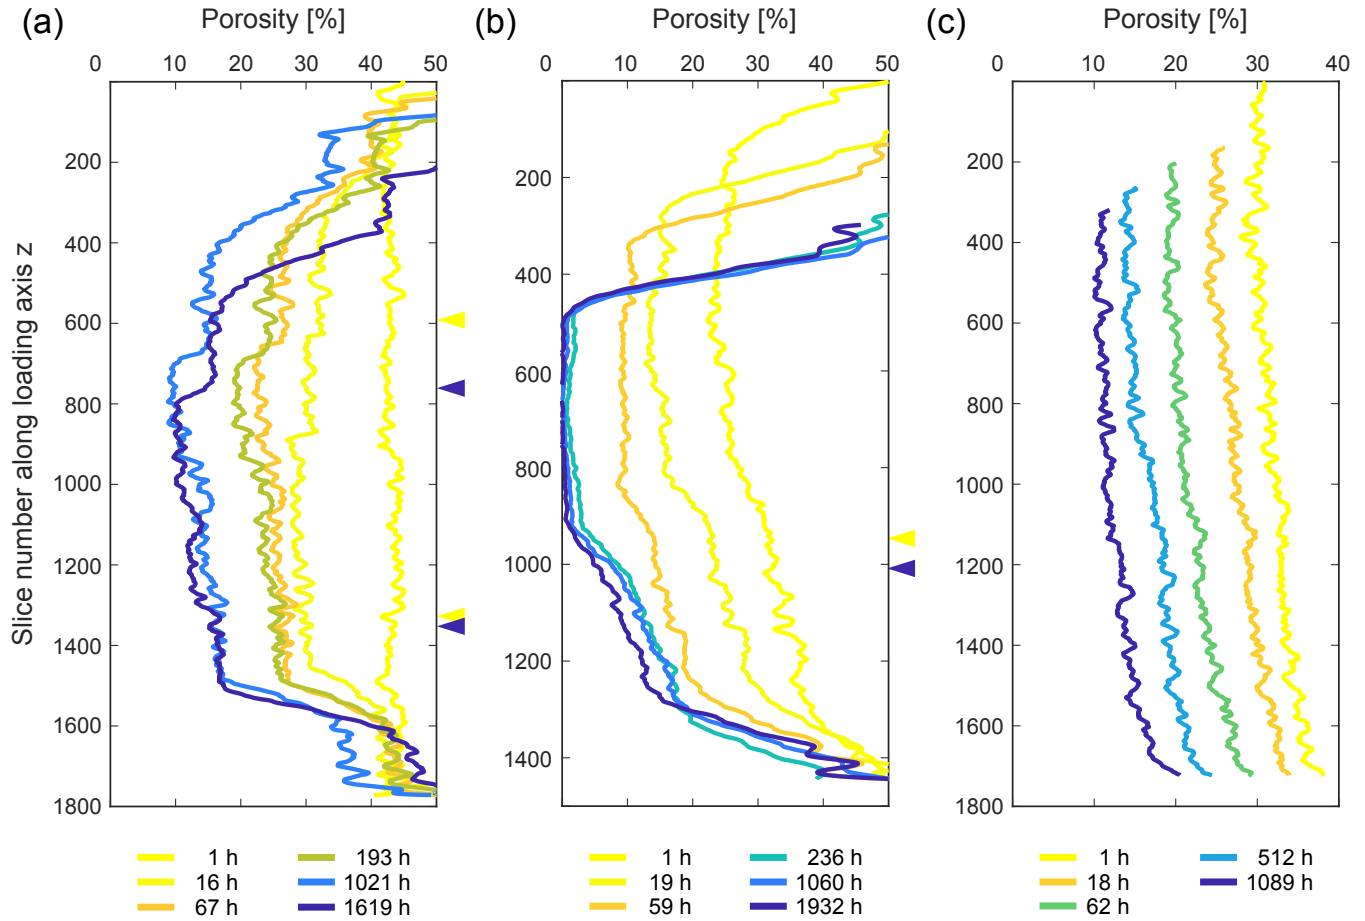 (a) Porosity [%] (b) Porosity [%] (c) Porosity [%]
0 10 20 30 40 50 0 10 20 30 40 50 0 10 20 30 40
200 200 200
400 400 400
600 600 600
800 800 800
1000 1000 1000
1200 1200 1200
1400 1400 1400
1600 1600
1800 1800
Slice number along loading axis z
1 h 193 h 1 h 236 h 1 h 512 h
16 h 1021 h 19 h 1060 h 18 h 1089 h
67 h 1619 h 59 h 1932 h 62 h